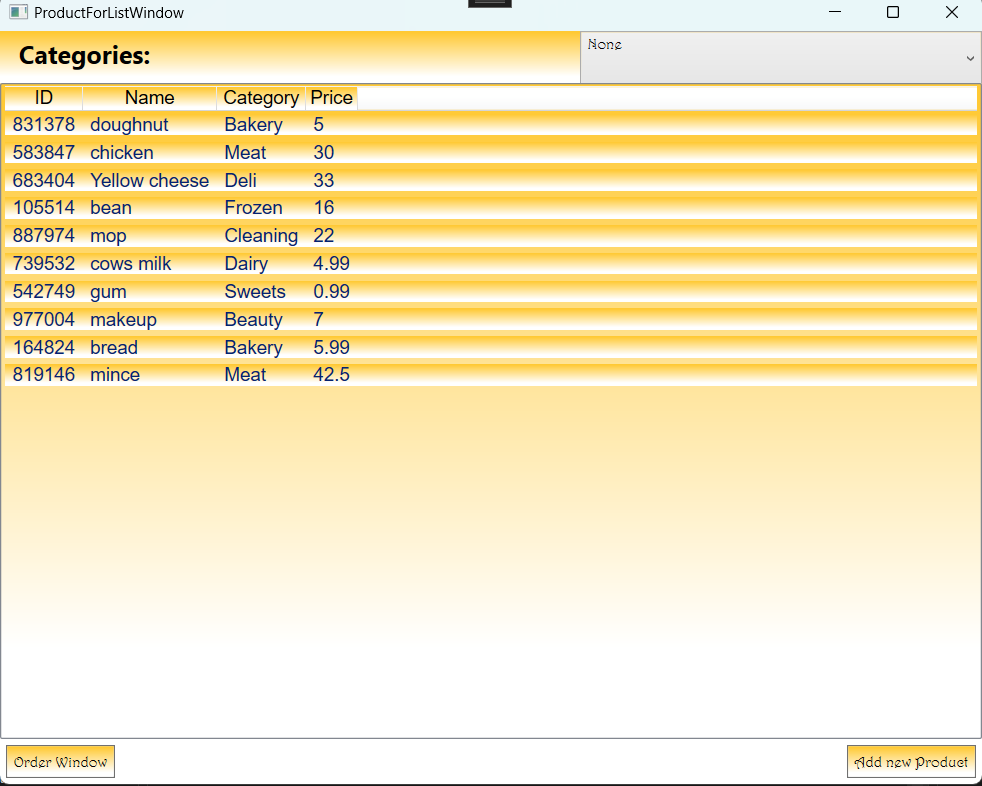 ProductForListWindow
Categories:
None
ID Name Category Price
831378 doughnut Bakery 5
583847 chicken Meat 30
683404 Yellow cheese Deli 33
105514 bean Frozen 16
887974 mop Cleaning 22
739532 cows milk Dairy 4.99
542749 gum Sweets 0.99
977004 makeup Beauty 7
164824 bread Bakery 5.99
819146 mince Meat 42.5
Order Window
Add new Product